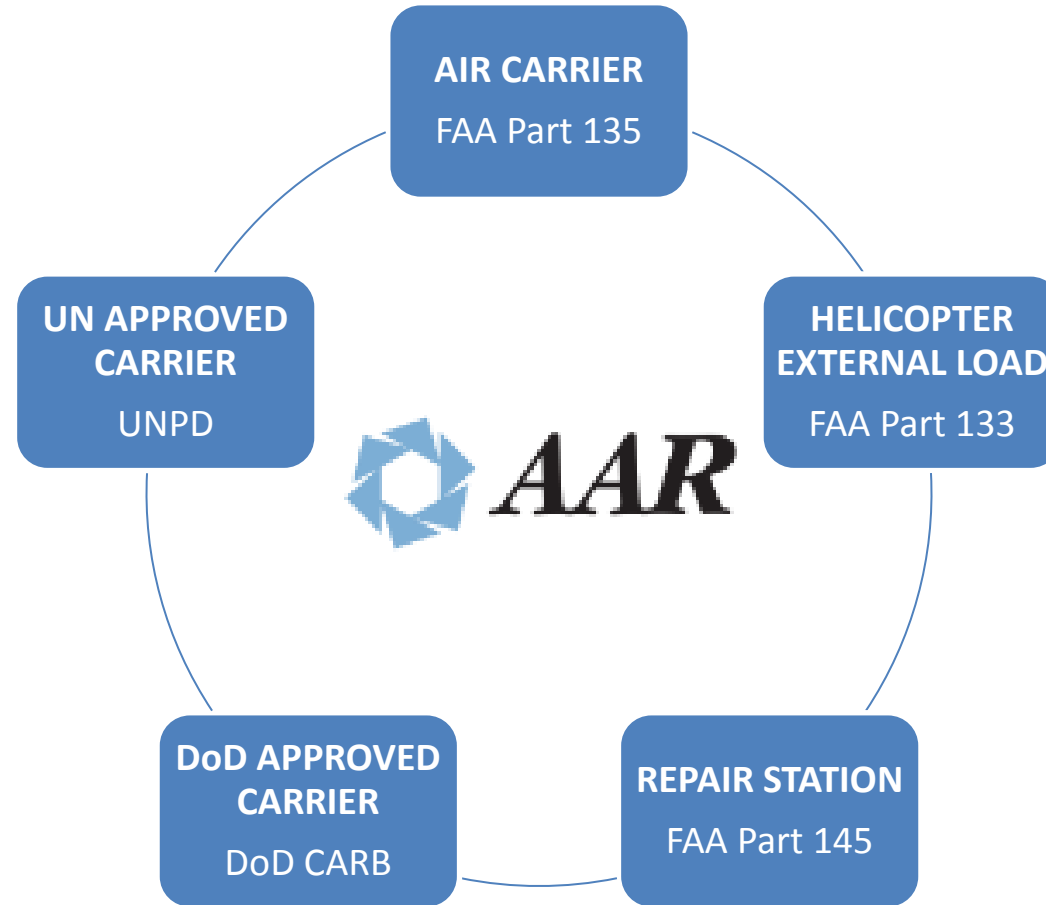 AIR CARRIER
FAA Part 135
UN APPROVED
CARRIER
UNPD
HELICOPTER
EXTERNAL LOAD
FAA Part 133
AAR
DoD APPROVED
CARRIER
DoD CARB
REPAIR STATION
FAA Part 145